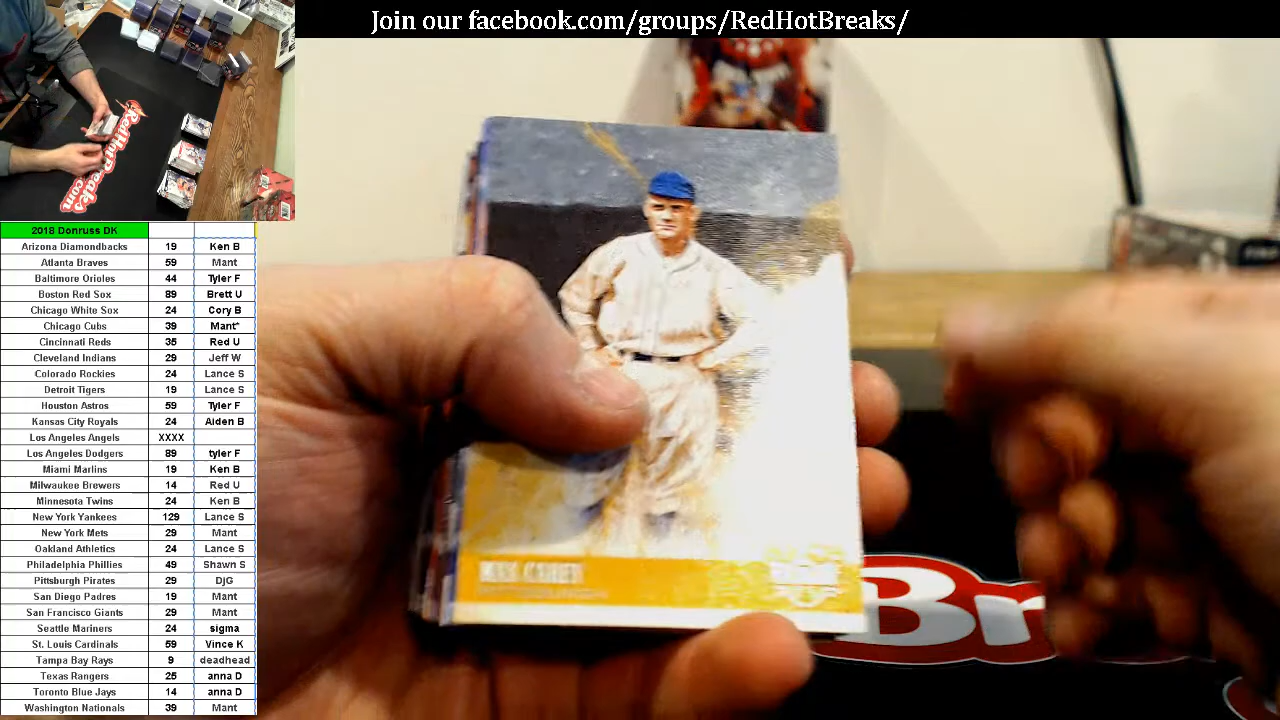 Join our facebook.com/groups/RedHotBreaks/
RedHotBreaks
.com
2018 Donruss DK
Arizona Diamondbacks 19 Ken B
Atlanta Braves 59 Mant
Baltimore Orioles 44 Tyler F
Boston Red Sox 89 Brett U
Chicago White Sox 24 Cory B
Chicago Cubs 39 Mant*
Cincinnati Reds 35 Red U
Cleveland Indians 29 Jeff W
Colorado Rockies 24 Lance S
Detroit Tigers 19 Lance S
Houston Astros 59 Tyler F
Kansas City Royals 24 Aiden B
Los Angeles Angels XXXX
Los Angeles Dodgers 89 tyler F
Miami Marlins 19 Ken B
Milwaukee Brewers 14 Red U
Minnesota Twins 24 Ken B
New York Yankees 129 Lance S
New York Mets 29 Mant
Oakland Athletics 24 Lance S
Philadelphia Phillies 49 Shawn S
Pittsburgh Pirates 29 DjG
San Diego Padres 19 Mant
San Francisco Giants 29 Mant
Seattle Mariners 24 sigma
St. Louis Cardinals 59 Vince K
Tampa Bay Rays 9 deadhead
Texas Rangers 25 anna D
Toronto Blue Jays 14 anna D
Washington Nationals 39 Mant
MAX CAREY
Br